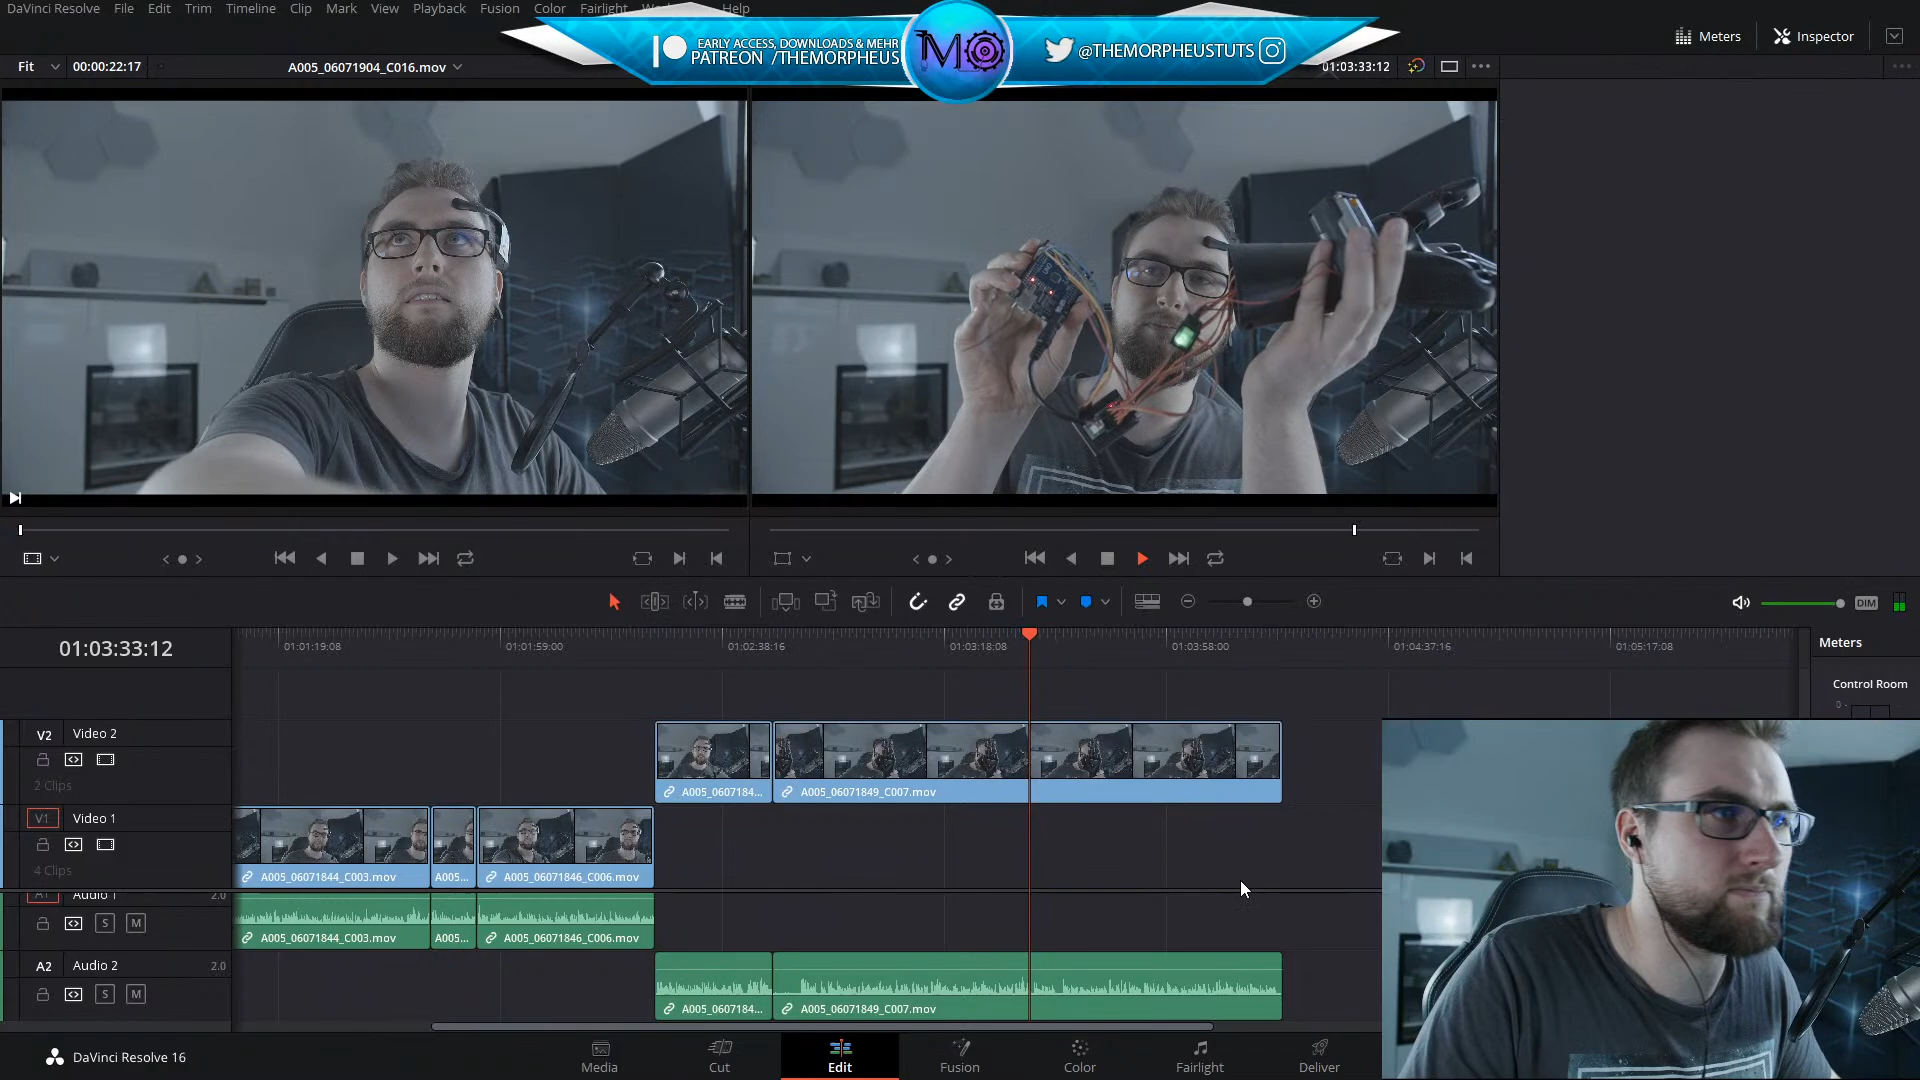 DaVinci Resolve File Edit Trim Timeline Clip Mark View Playback Fusion Color Fairlight Help
EARLY ACCESS, DOWNLOADS & MEHR
PATREON /THEMORPHEUS
MO
@THEMORPHEUSTUTS
Meters Inspector
Fit 00:00:22:17 A005_06071904_C016.mov 01:03:33:12
DIM
01:03:33:12
01:01:19:08 01:01:59:00 01:02:38:16 01:03:18:08 01:03:58:00 01:04:37:16 01:05:17:08
Meters
Control Room
0
V2 Video 2
2 Clips
A005_0607184... A005_06071849_C007.mov
V1 Video 1
4 Clips
A005_06071844_C003.mov A005... A005_06071846_C006.mov
A1 Audio 1 2.0
S M
A005_06071844_C003.mov A005... A005_06071846_C006.mov
A2 Audio 2 2.0
S M
A005_0607184... A005_06071849_C007.mov
DaVinci Resolve 16
Media Cut Edit Fusion Color Fairlight Deliver